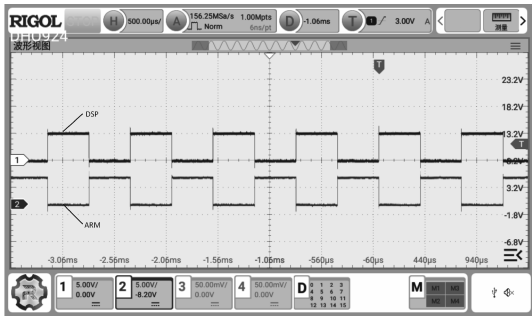 RIGOL H 500.00μs/ A 156.25MSa/s 1.00Mpts D -1.06ms T 1 3.00V A
Norm 6ns/pt 测量
DHO924
波形视图
T
23.2V
18.2V
DSP
13.2V
T
1 8.2V
3.2V
2 -1.8V
ARM
-6.8V
-3.06ms -2.56ms -2.06ms -1.56ms -1.06ms -560μs -60μs 440μs 940μs
1 5.00V/ 2 5.00V/ 3 50.00mV/ 4 50.00mV/ D 0 1 2 3 M M1 M3
0.00V -8.20V 0.00V 0.00V 4 5 6 7 M2 M4
8 9 10 11
12 13 14 15